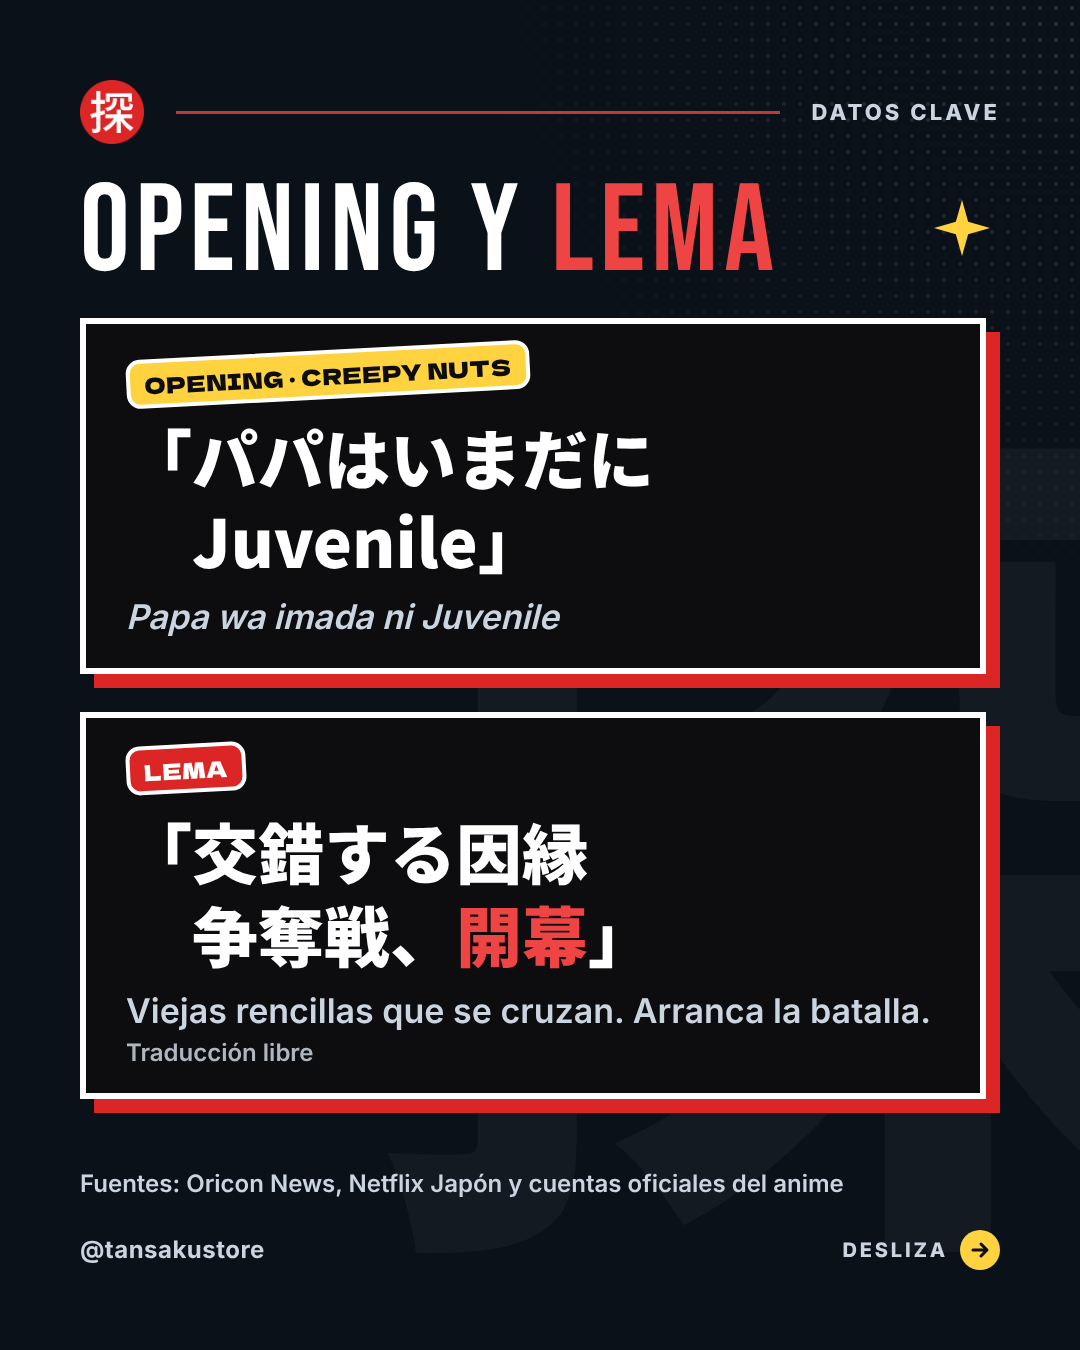 探
DATOS CLAVE
OPENING Y LEMA
OPENING · CREEPY NUTS
「パパはいまだに
Juvenile」
Papa wa imada ni Juvenile
LEMA
「交錯する因縁
争奪戦、開幕」
Viejas rencillas que se cruzan. Arranca la batalla.
Traducción libre
Fuentes: Oricon News, Netflix Japón y cuentas oficiales del anime
@tansakustore
DESLIZA